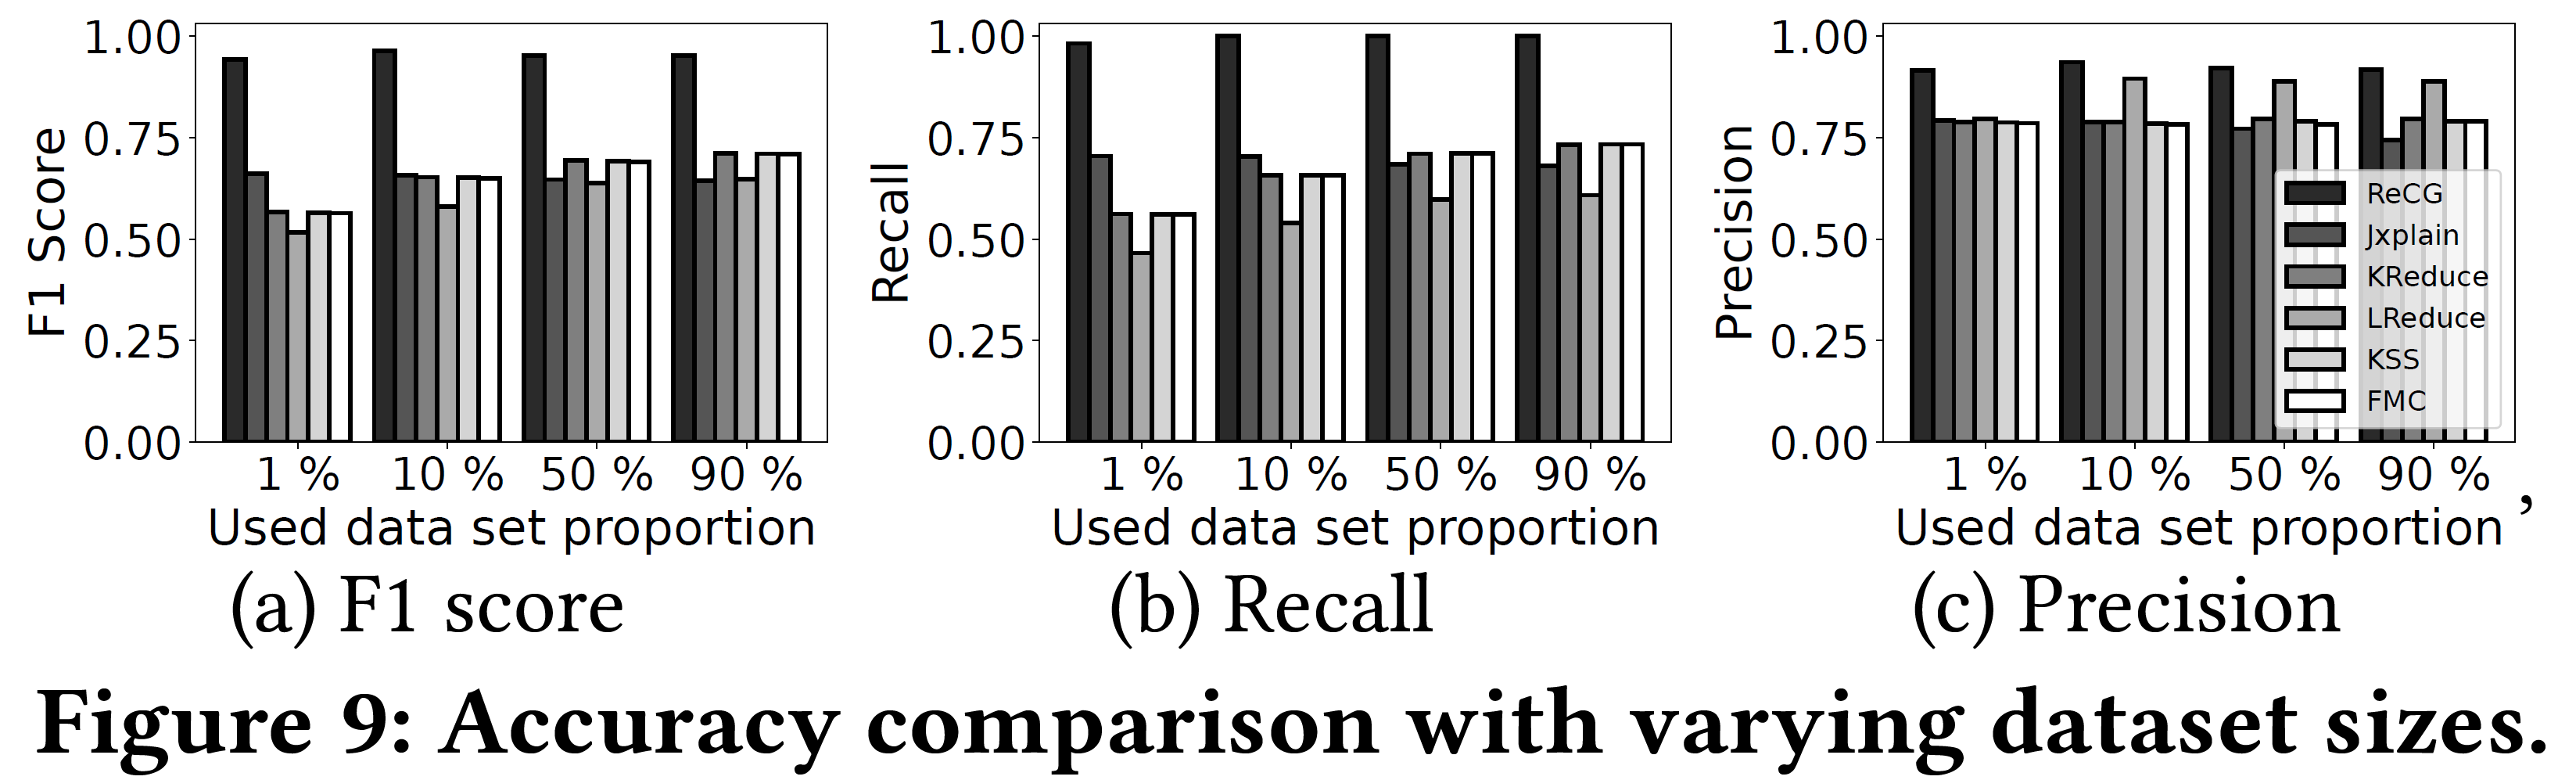 F1 Score
1.00
0.75
0.50
0.25
0.00
1 % 10 % 50 % 90 %
Used data set proportion
(a) F1 score
Recall
1.00
0.75
0.50
0.25
0.00
1 % 10 % 50 % 90 %
Used data set proportion
(b) Recall
Precision
1.00
0.75
0.50
0.25
0.00
ReCG
Jxplain
KReduce
LReduce
KSS
FMC
1 % 10 % 50 % 90 %
Used data set proportion ,
(c) Precision
Figure 9: Accuracy comparison with varying dataset sizes.